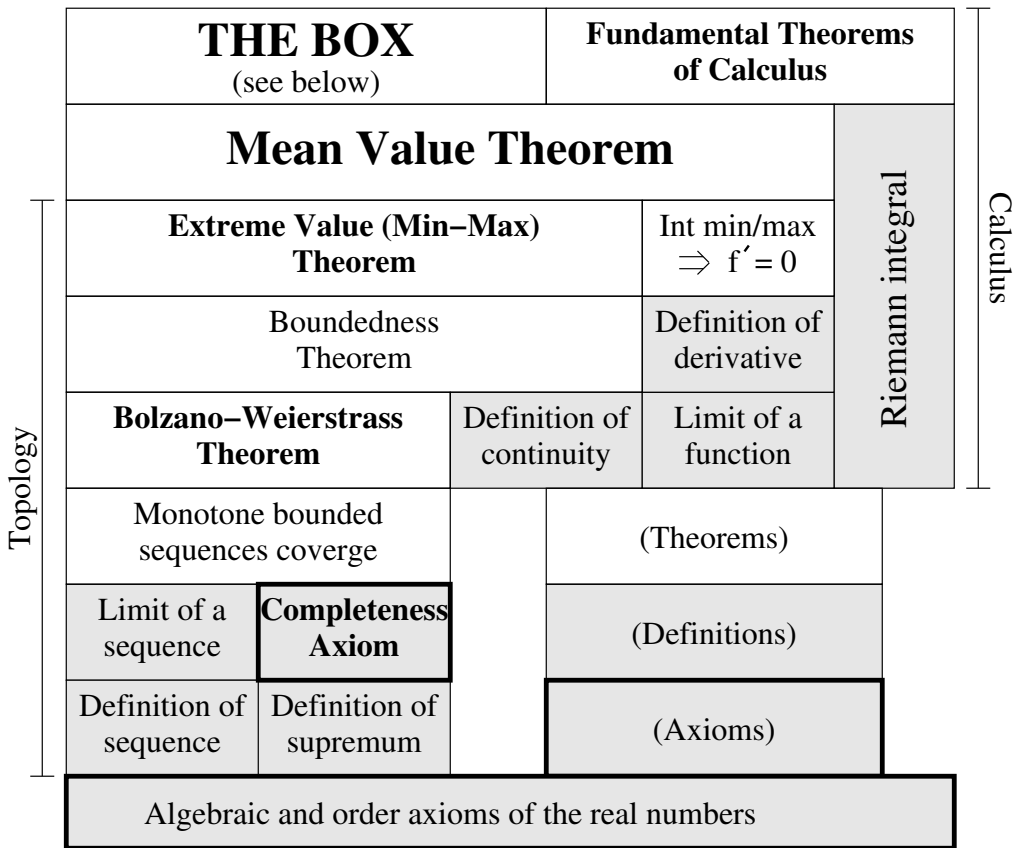 THE BOX
(see below)
Fundamental Theorems
of Calculus
Mean Value Theorem
Riemann integral
Calculus
Extreme Value (Min−Max)
Theorem
Int min/max
⇒ f´ = 0
Boundedness
Theorem
Definition of
derivative
Topology
Bolzano−Weierstrass
Theorem
Definition of
continuity
Limit of a
function
Monotone bounded
sequences coverge
(Theorems)
Limit of a
sequence
Completeness
Axiom
(Definitions)
Definition of
sequence
Definition of
supremum
(Axioms)
Algebraic and order axioms of the real numbers